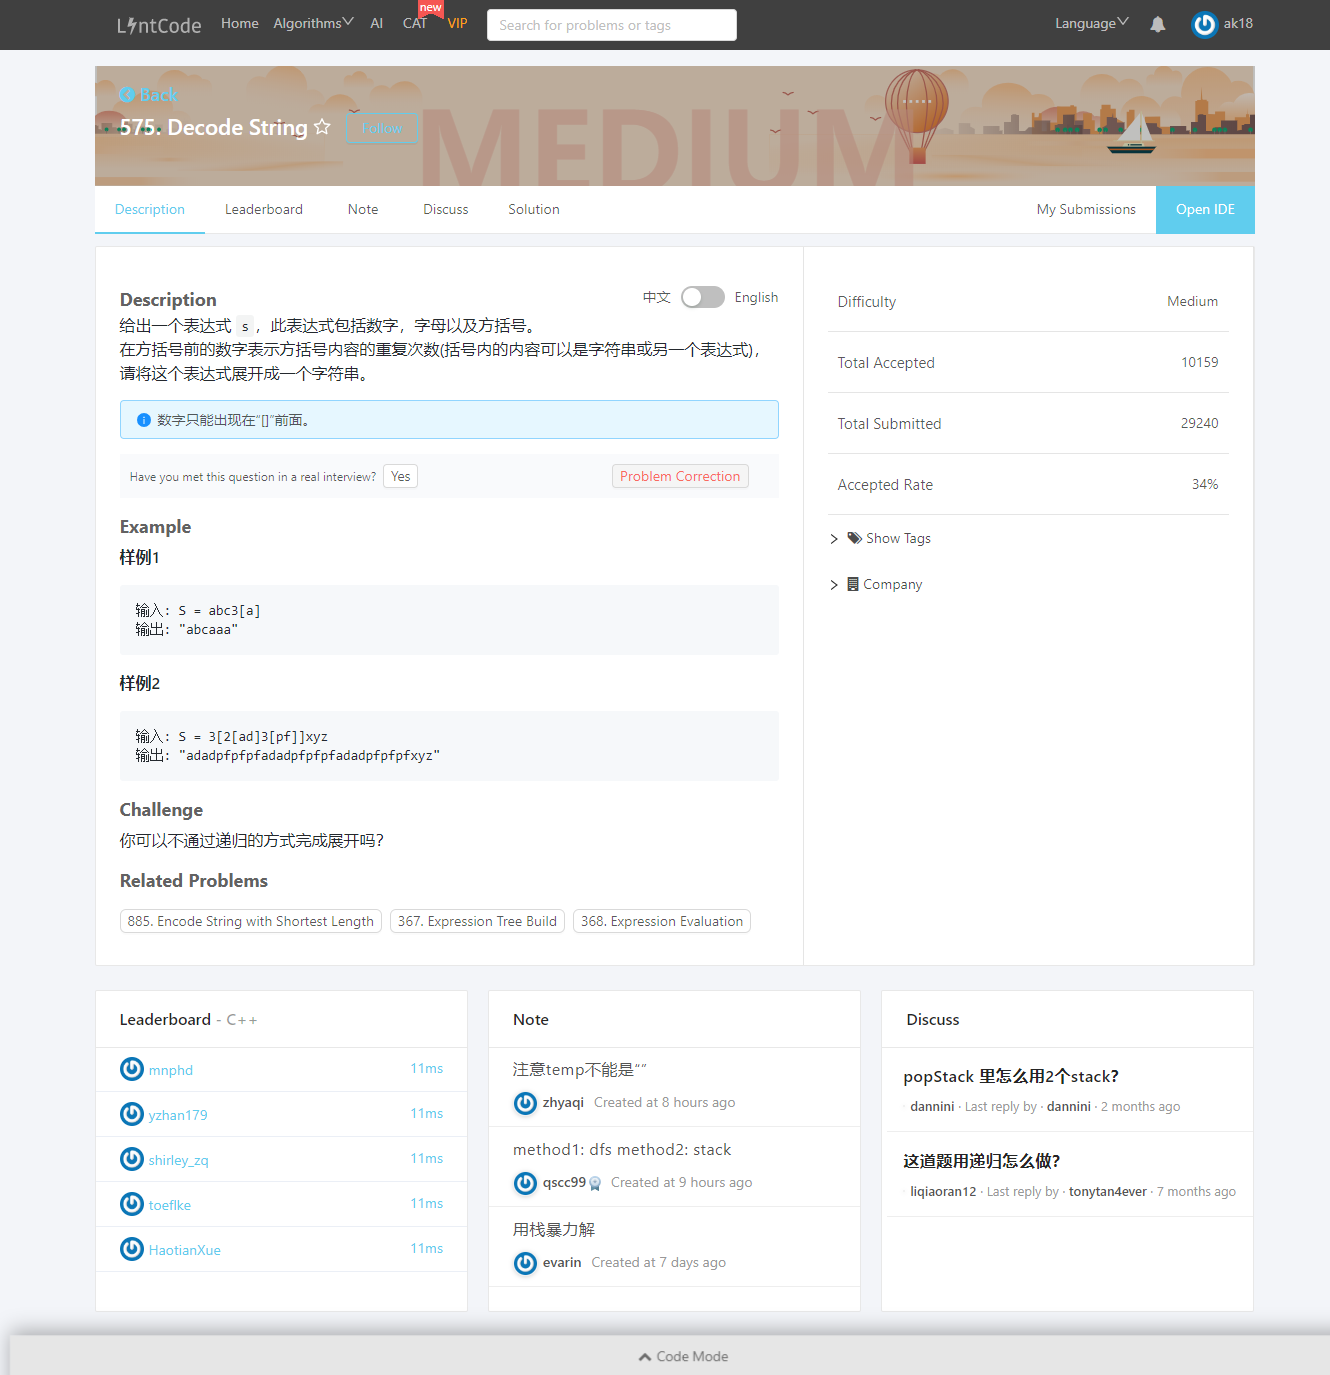 LintCode Home Algorithms AI CAT new VIP Search for problems or tags Language ak18
Back
575. Decode String Follow
MEDIUM
Description Leaderboard Note Discuss Solution My Submissions Open IDE
Description 中文 English
给出一个表达式 s，此表达式包括数字，字母以及方括号。
在方括号前的数字表示方括号内容的重复次数(括号内的内容可以是字符串或另一个表达式)，
请将这个表达式展开成一个字符串。
数字只能出现在“[]”前面。
Have you met this question in a real interview? Yes Problem Correction
Example
样例1
输入: S = abc3[a]
输出: "abcaaa"
样例2
输入: S = 3[2[ad]3[pf]]xyz
输出: "adadpfpfpfadadpfpfpfadadpfpfpfxyz"
Challenge
你可以不通过递归的方式完成展开吗？
Related Problems
885. Encode String with Shortest Length 367. Expression Tree Build 368. Expression Evaluation
Difficulty Medium
Total Accepted 10159
Total Submitted 29240
Accepted Rate 34%
Show Tags
Company
Leaderboard - C++
mnphd 11ms
yzhan179 11ms
shirley_zq 11ms
toeflke 11ms
HaotianXue 11ms
Note
注意temp不能是“”
zhyaqi Created at 8 hours ago
method1: dfs method2: stack
qscc99 Created at 9 hours ago
用栈暴力解
evarin Created at 7 days ago
Discuss
popStack 里怎么用2个stack?
dannini · Last reply by · dannini · 2 months ago
这道题用递归怎么做?
liqiaoran12 · Last reply by · tonytan4ever · 7 months ago
Code Mode